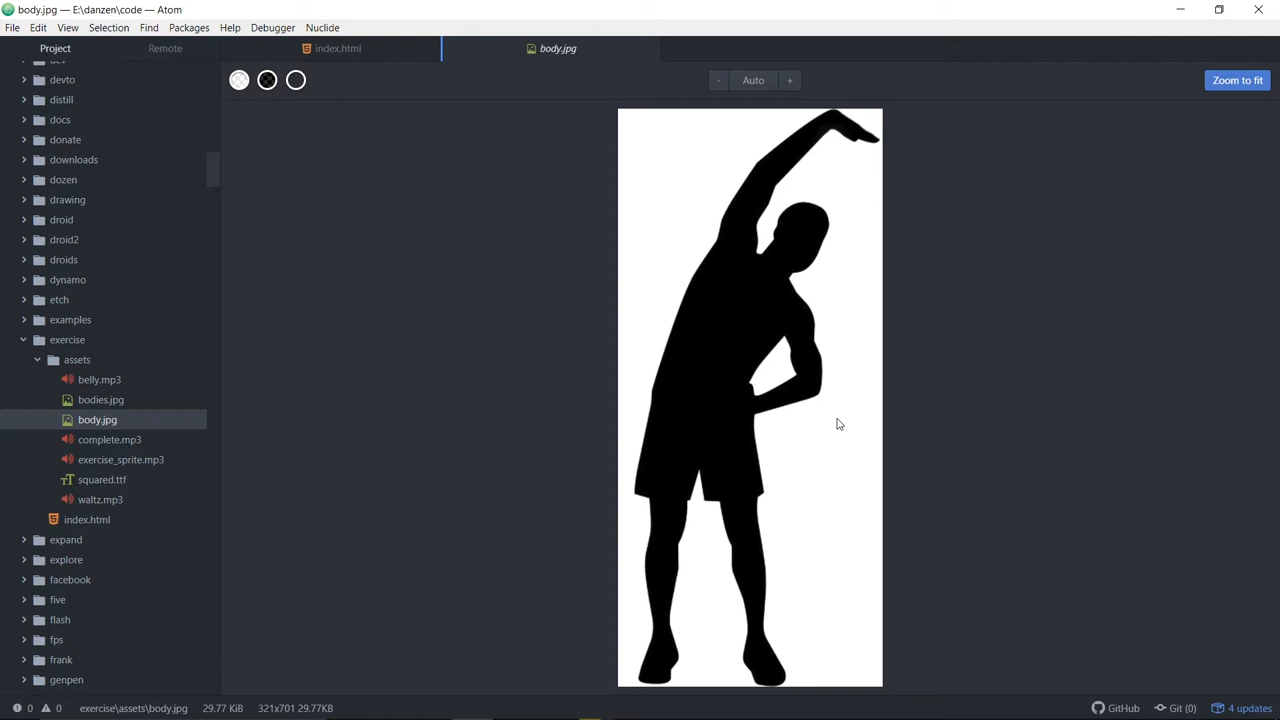 body.jpg — E:\danzen\code — Atom
File Edit View Selection Find Packages Help Debugger Nuclide
Project Remote index.html body.jpg
- Auto + Zoom to fit
devto
distill
docs
donate
downloads
dozen
drawing
droid
droid2
droids
dynamo
etch
examples
exercise
assets
belly.mp3
bodies.jpg
body.jpg
complete.mp3
exercise_sprite.mp3
squared.ttf
waltz.mp3
index.html
expand
explore
facebook
five
flash
fps
frank
genpen
0 0 exercise\assets\body.jpg 29.77 KiB 321x701 29.77KB GitHub Git (0) 4 updates